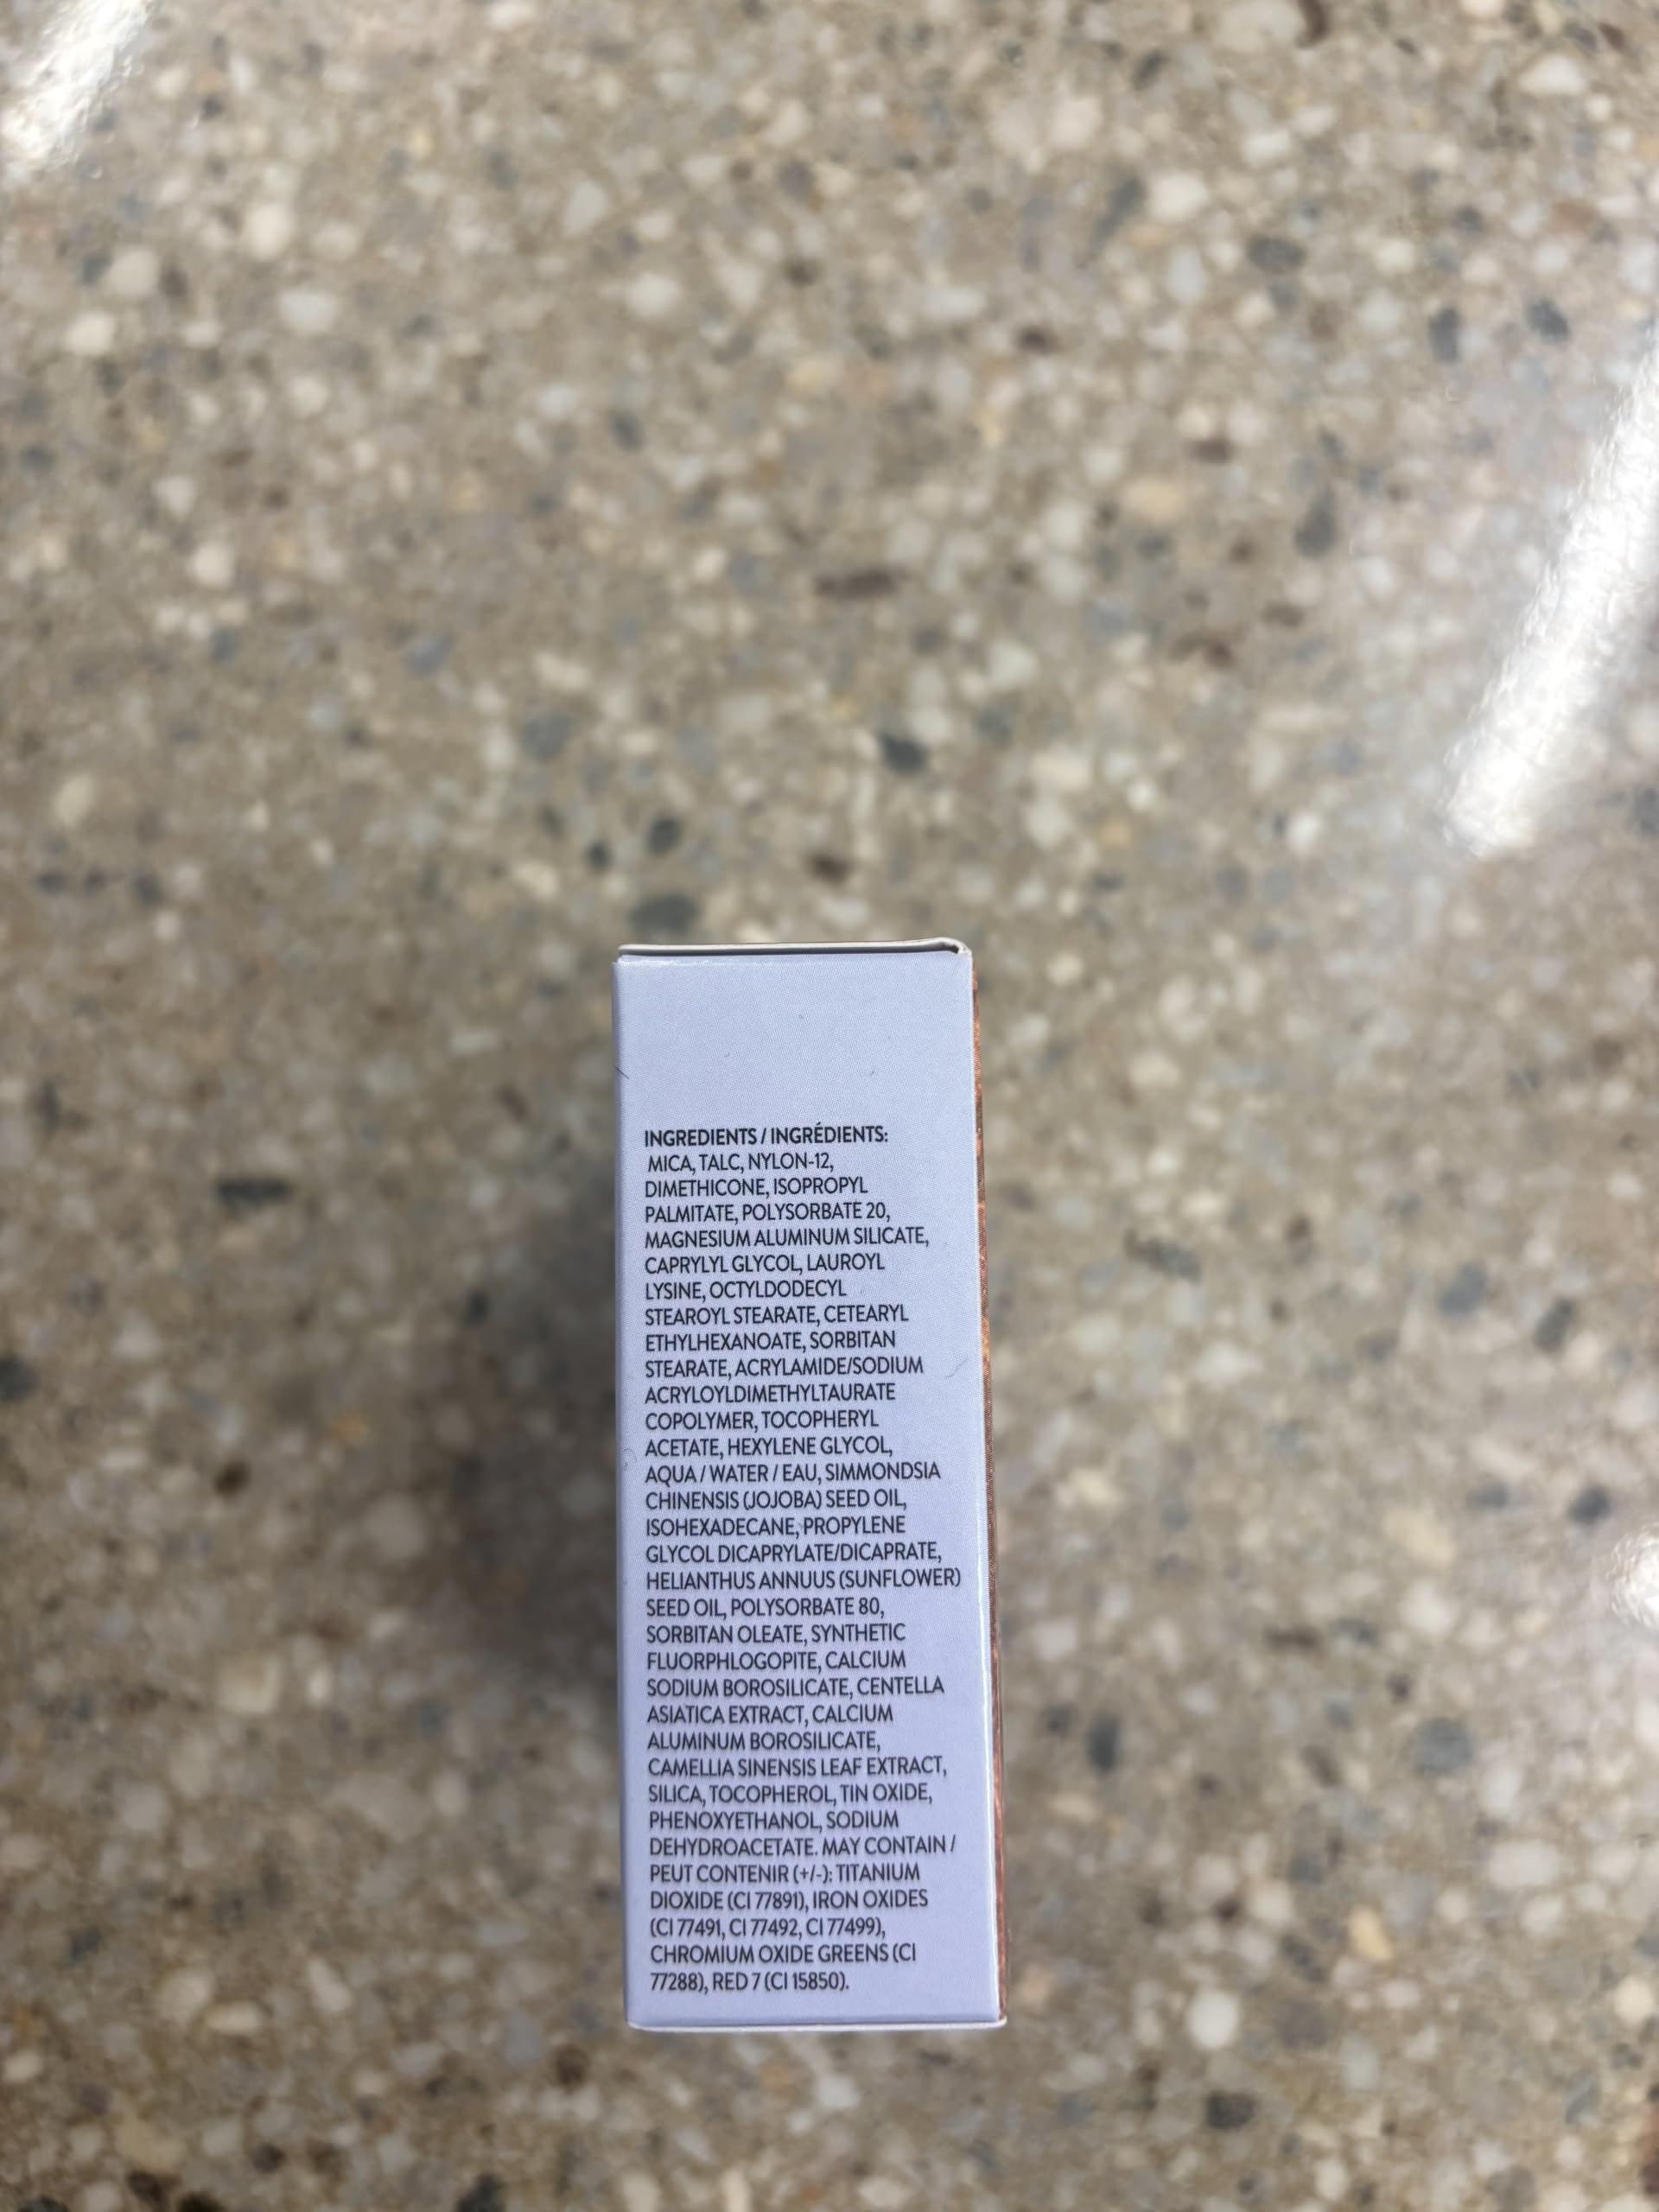 INGREDIENTS / INGRÉDIENTS:
MICA, TALC, NYLON-12,
DIMETHICONE, ISOPROPYL
PALMITATE, POLYSORBATE 20,
MAGNESIUM ALUMINUM SILICATE,
CAPRYLYL GLYCOL, LAUROYL
LYSINE, OCTYLDODECYL
STEAROYL STEARATE, CETEARYL
ETHYLHEXANOATE, SORBITAN
STEARATE, ACRYLAMIDE/SODIUM
ACRYLOYLDIMETHYLTAURATE
COPOLYMER, TOCOPHERYL
ACETATE, HEXYLENE GLYCOL,
AQUA / WATER / EAU, SIMMONDSIA
CHINENSIS (JOJOBA) SEED OIL,
ISOHEXADECANE, PROPYLENE
GLYCOL DICAPRYLATE/DICAPRATE,
HELIANTHUS ANNUUS (SUNFLOWER)
SEED OIL, POLYSORBATE 80,
SORBITAN OLEATE, SYNTHETIC
FLUORPHLOGOPITE, CALCIUM
SODIUM BOROSILICATE, CENTELLA
ASIATICA EXTRACT, CALCIUM
ALUMINUM BOROSILICATE,
CAMELLIA SINENSIS LEAF EXTRACT,
SILICA, TOCOPHEROL, TIN OXIDE,
PHENOXYETHANOL, SODIUM
DEHYDROACETATE. MAY CONTAIN /
PEUT CONTENIR (+/-): TITANIUM
DIOXIDE (CI 77891), IRON OXIDES
(CI 77491, CI 77492, CI 77499),
CHROMIUM OXIDE GREENS (CI
77288), RED 7 (CI 15850).